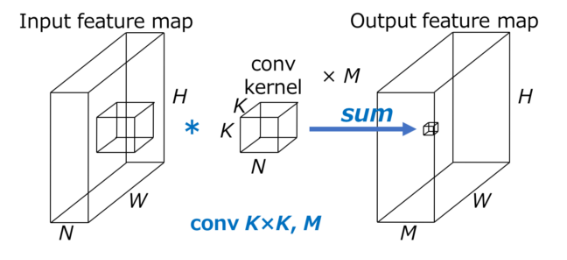 Input feature map
Output feature map
conv
kernel
× M
H
K
K
*
sum
H
N
W
W
N
conv K×K, M
M